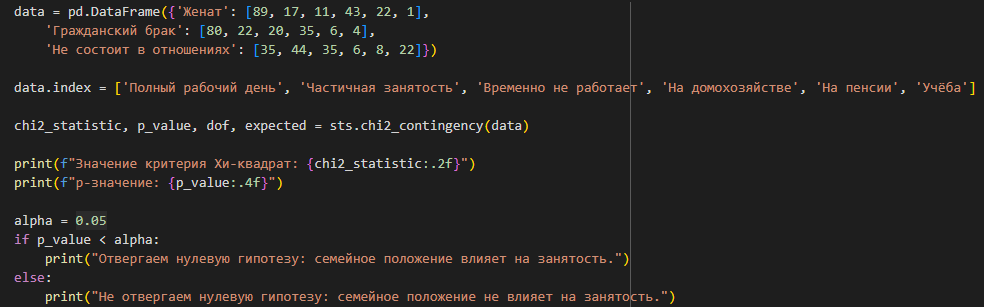 data = pd.DataFrame({'Женат': [89, 17, 11, 43, 22, 1],
    'Гражданский брак': [80, 22, 20, 35, 6, 4],
    'Не состоит в отношениях': [35, 44, 35, 6, 8, 22]})
data.index = ['Полный рабочий день', 'Частичная занятость', 'Временно не работает', 'На домохозяйстве', 'На пенсии', 'Учёба']
chi2_statistic, p_value, dof, expected = sts.chi2_contingency(data)
print(f"Значение критерия Хи-квадрат: {chi2_statistic:.2f}")
print(f"p-значение: {p_value:.4f}")
alpha = 0.05
if p_value < alpha:
    print("Отвергаем нулевую гипотезу: семейное положение влияет на занятость.")
else:
    print("Не отвергаем нулевую гипотезу: семейное положение не влияет на занятость.")